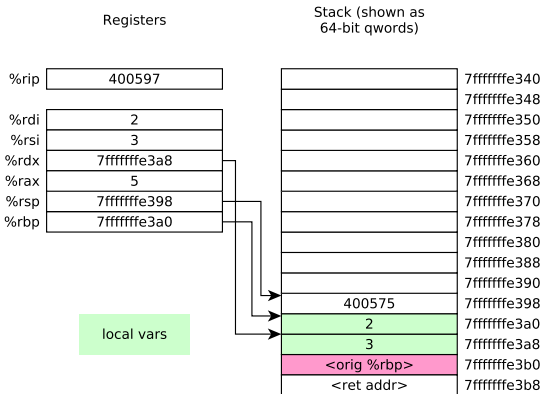 Registers
Stack (shown as
64-bit qwords)
%rip 400597
%rdi 2
%rsi 3
%rdx 7fffffffe3a8
%rax 5
%rsp 7fffffffe398
%rbp 7fffffffe3a0
local vars
7fffffffe340
7fffffffe348
7fffffffe350
7fffffffe358
7fffffffe360
7fffffffe368
7fffffffe370
7fffffffe378
7fffffffe380
7fffffffe388
7fffffffe390
400575 7fffffffe398
2 7fffffffe3a0
3 7fffffffe3a8
<orig %rbp> 7fffffffe3b0
<ret addr> 7fffffffe3b8